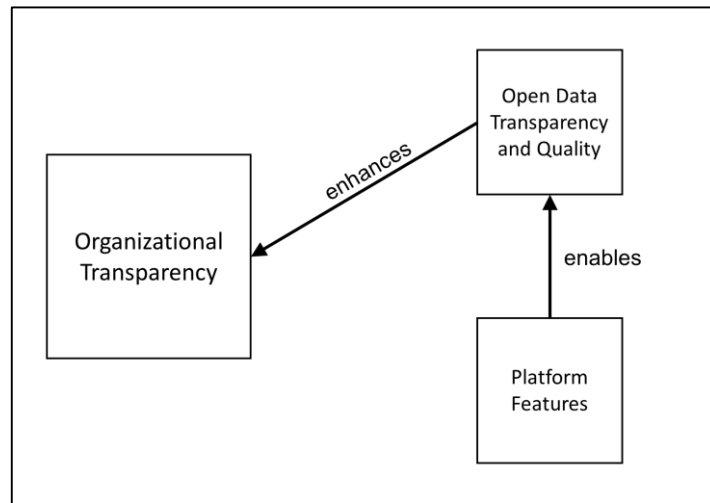 Open Data
Transparency
and Quality
enhances
Organizational
Transparency
enables
Platform
Features